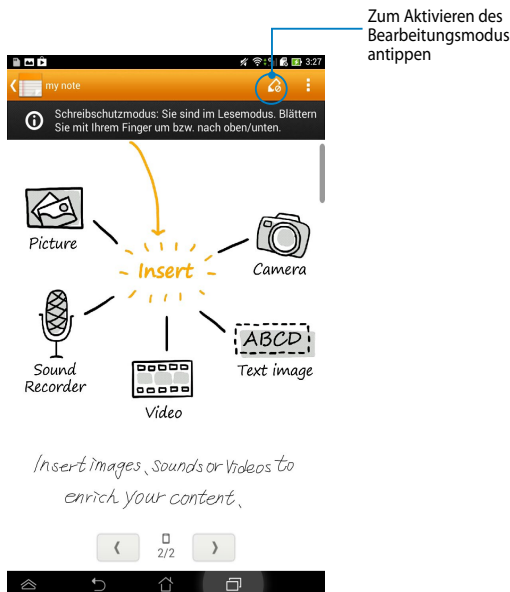 Zum Aktivieren des
Bearbeitungsmodus
antippen
3:27
my note
Schreibschutzmodus: Sie sind im Lesemodus. Blättern
Sie mit Ihrem Finger um bzw. nach oben/unten.
Picture
Insert
Camera
Sound
Recorder
Video
ABCD
Text image
Insert images, sounds or Videos to
enrich your content.
2/2